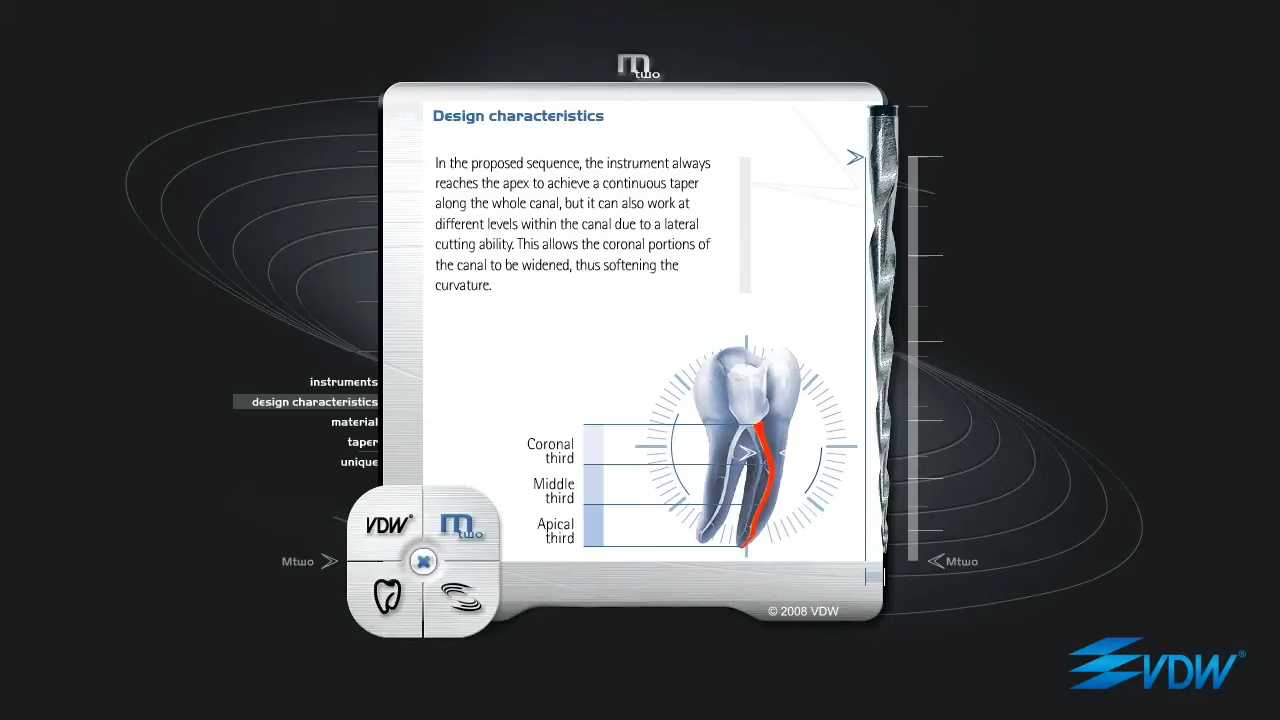 m
two
Design characteristics
In the proposed sequence, the instrument always
reaches the apex to achieve a continuous taper
along the whole canal, but it can also work at
different levels within the canal due to a lateral
cutting ability. This allows the coronal portions of
the canal to be widened, thus softening the
curvature.
instruments
design characteristics
material
taper
unique
Coronal
third
Middle
third
Apical
third
VDW®
m
two
Mtwo
Mtwo
© 2008 VDW
VDW®